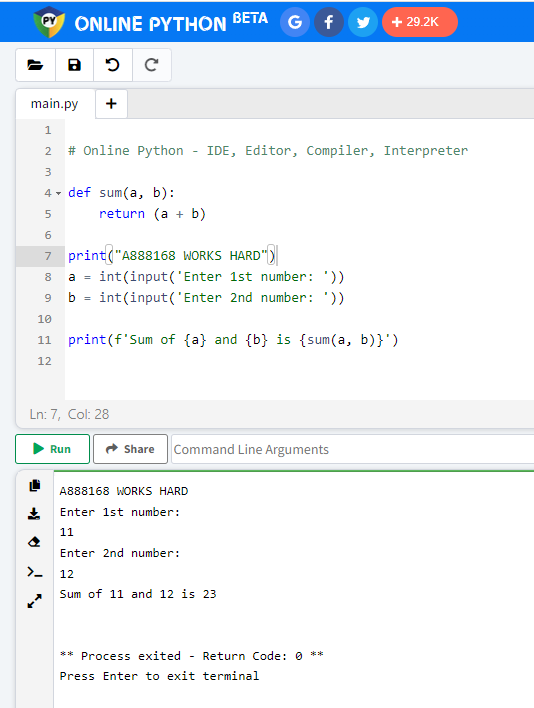 PY ONLINE PYTHON BETA G f + 29.2K
main.py +
1
2 # Online Python - IDE, Editor, Compiler, Interpreter
3
4 def sum(a, b):
5     return (a + b)
6
7 print("A888168 WORKS HARD")
8 a = int(input('Enter 1st number: '))
9 b = int(input('Enter 2nd number: '))
10
11 print(f'Sum of {a} and {b} is {sum(a, b)}')
12
Ln: 7, Col: 28
Run Share Command Line Arguments
A888168 WORKS HARD
Enter 1st number:
11
Enter 2nd number:
12
Sum of 11 and 12 is 23
** Process exited - Return Code: 0 **
Press Enter to exit terminal